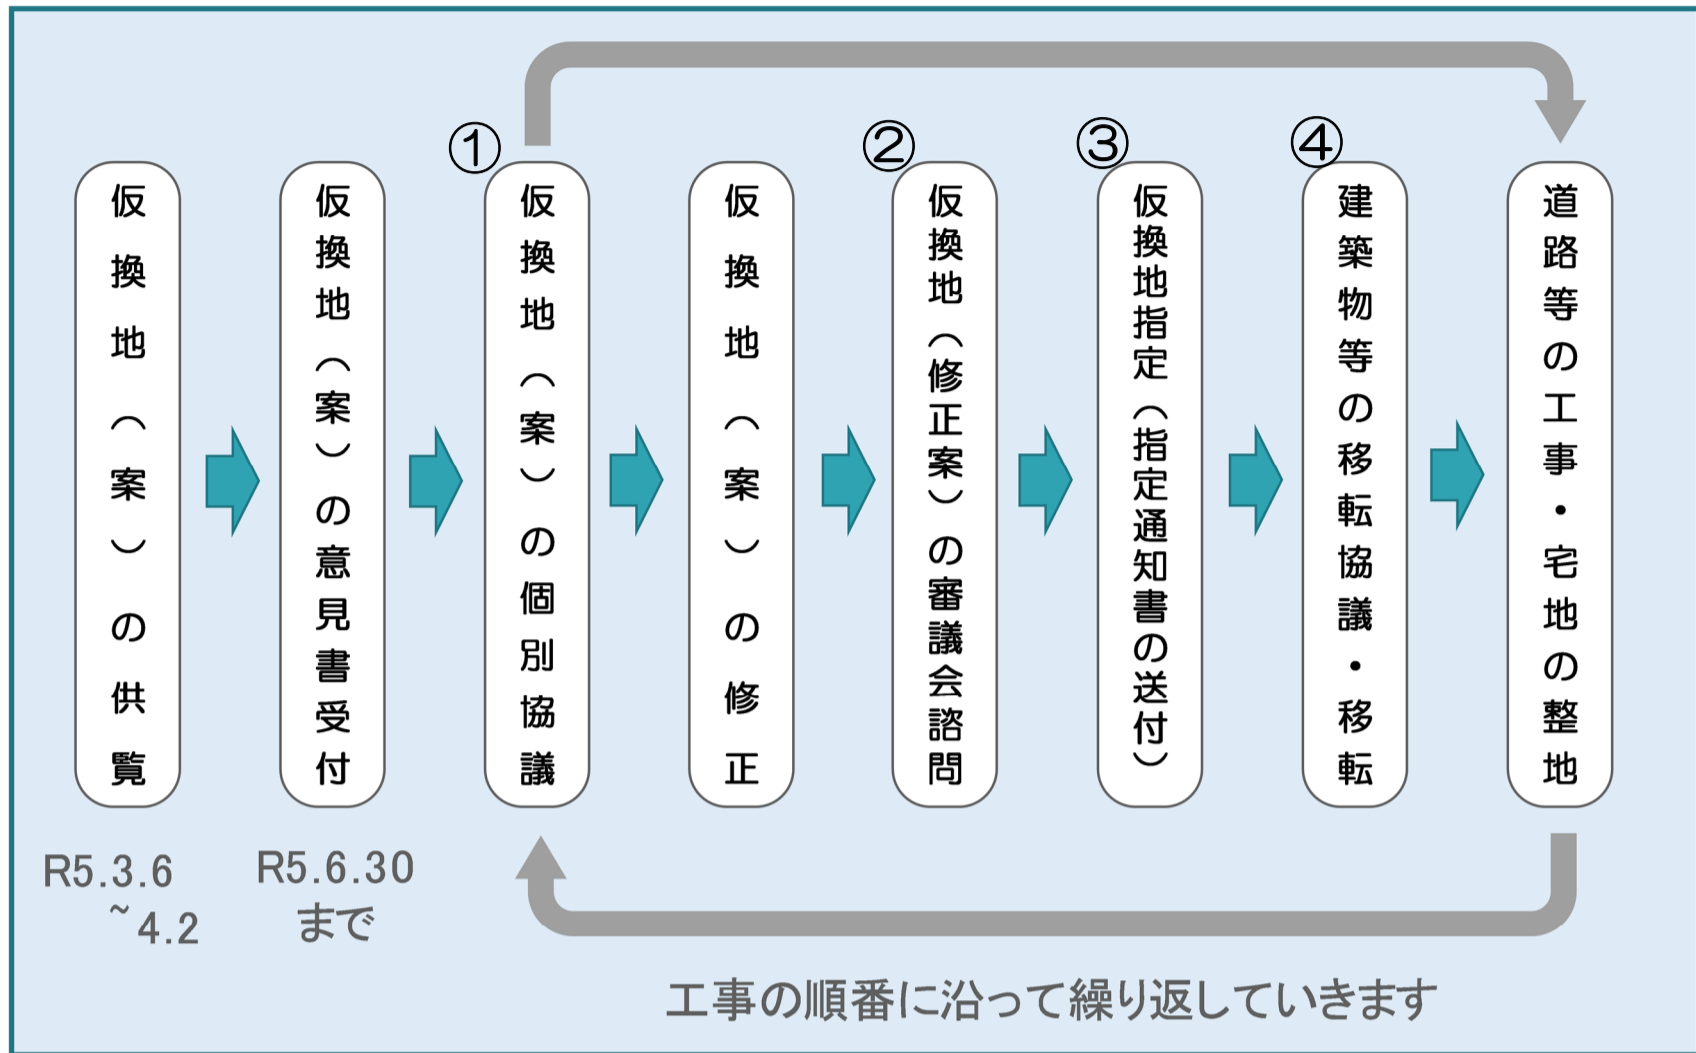 仮換地（案）の供覧
R5.3.6
~4.2
仮換地（案）の意見書受付
R5.6.30
まで
①
仮換地（案）の個別協議
仮換地（案）の修正
②
仮換地（修正案）の審議会諮問
③
仮換地指定（指定通知書の送付）
④
建築物等の移転協議・移転
道路等の工事・宅地の整地
工事の順番に沿って繰り返していきます